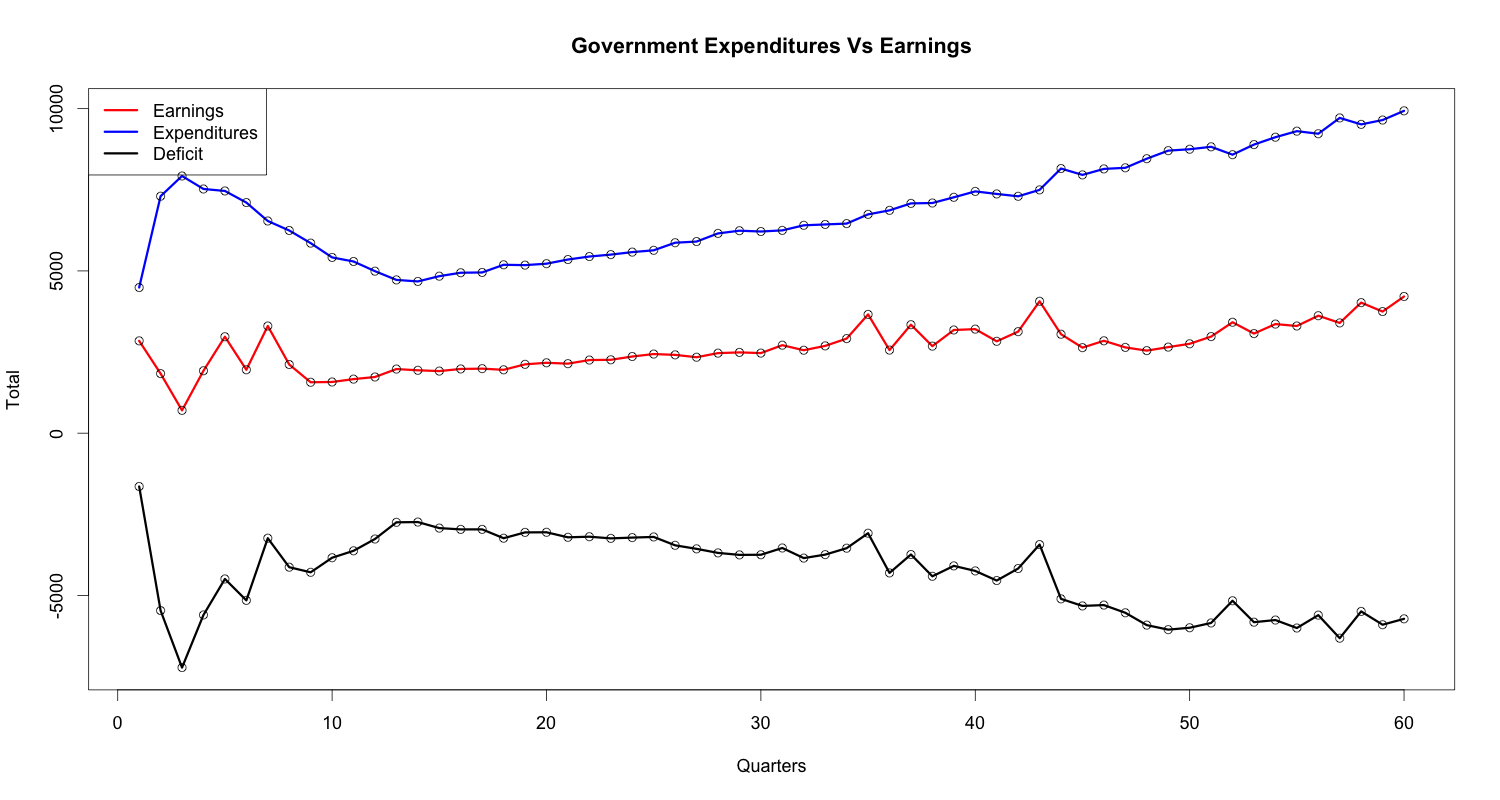 Government Expenditures Vs Earnings
Earnings
Expenditures
Deficit
10000
5000
0
-5000
Total
0 10 20 30 40 50 60
Quarters